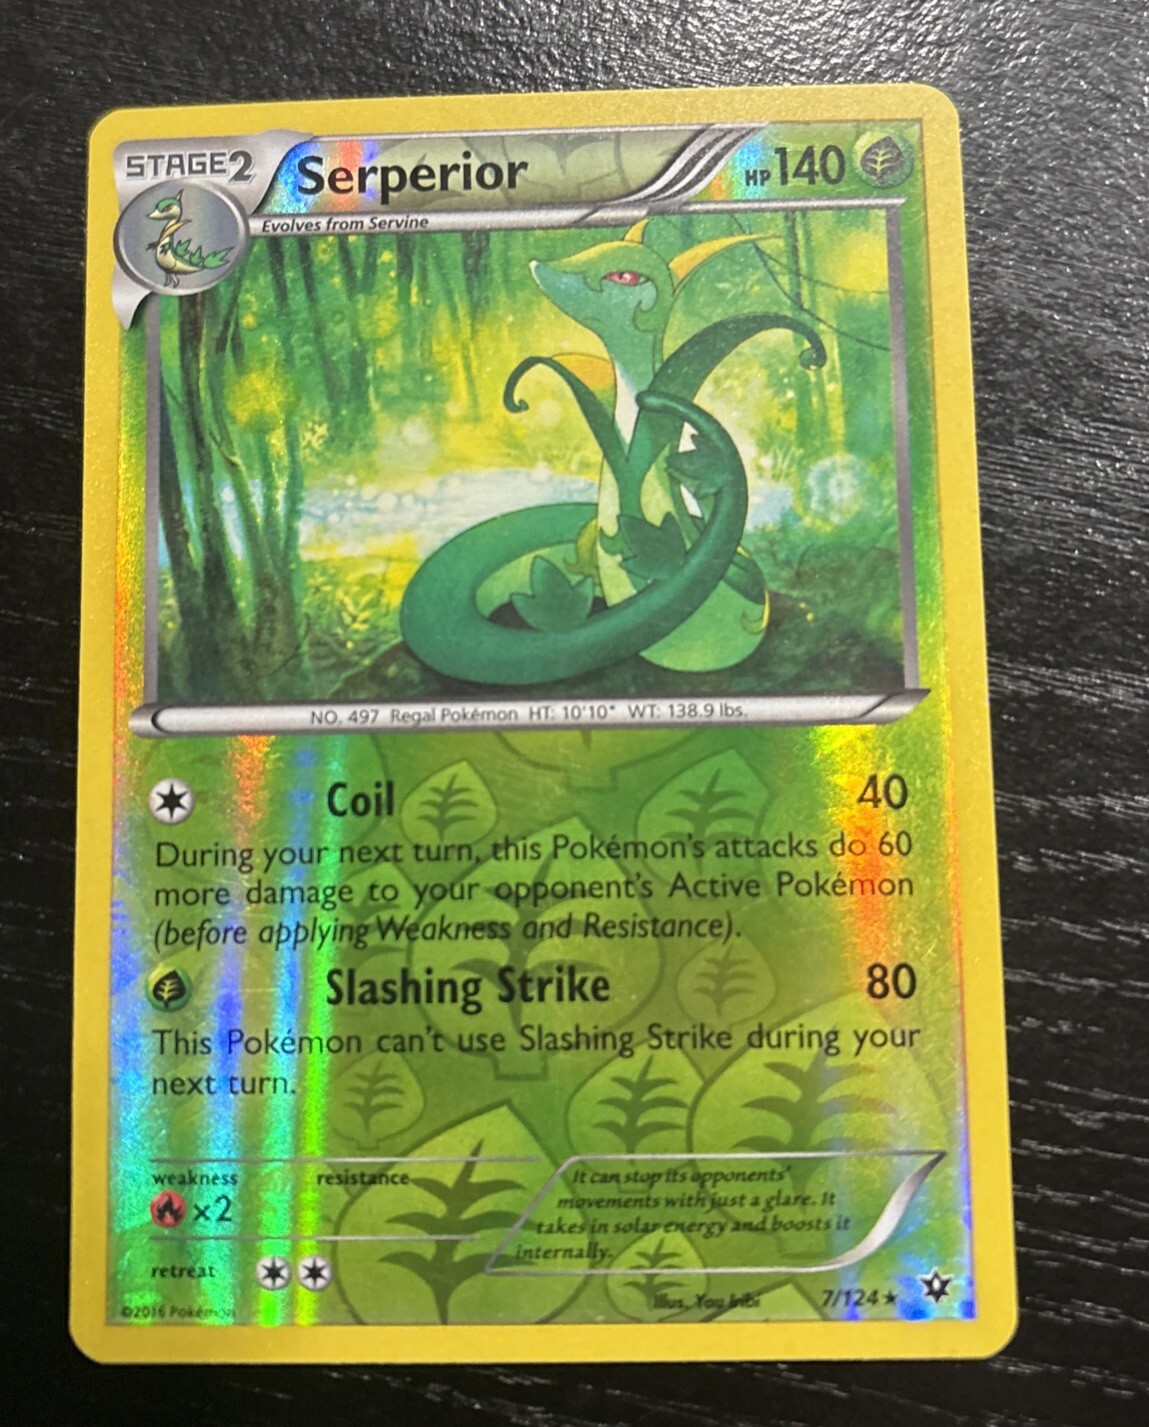 STAGE2 Serperior HP 140
Evolves from Servine
NO. 497 Regal Pokémon HT: 10'10" WT: 138.9 lbs.
Coil 40
During your next turn, this Pokémon's attacks do 60
more damage to your opponent's Active Pokémon
(before applying Weakness and Resistance).
Slashing Strike 80
This Pokémon can't use Slashing Strike during your
next turn.
weakness resistance
×2
It can stop its opponents'
movements with just a glare. It
takes in solar energy and boosts it
internally.
retreat
©2016 Pokémon
Illus. You Iribi 7/124 ★